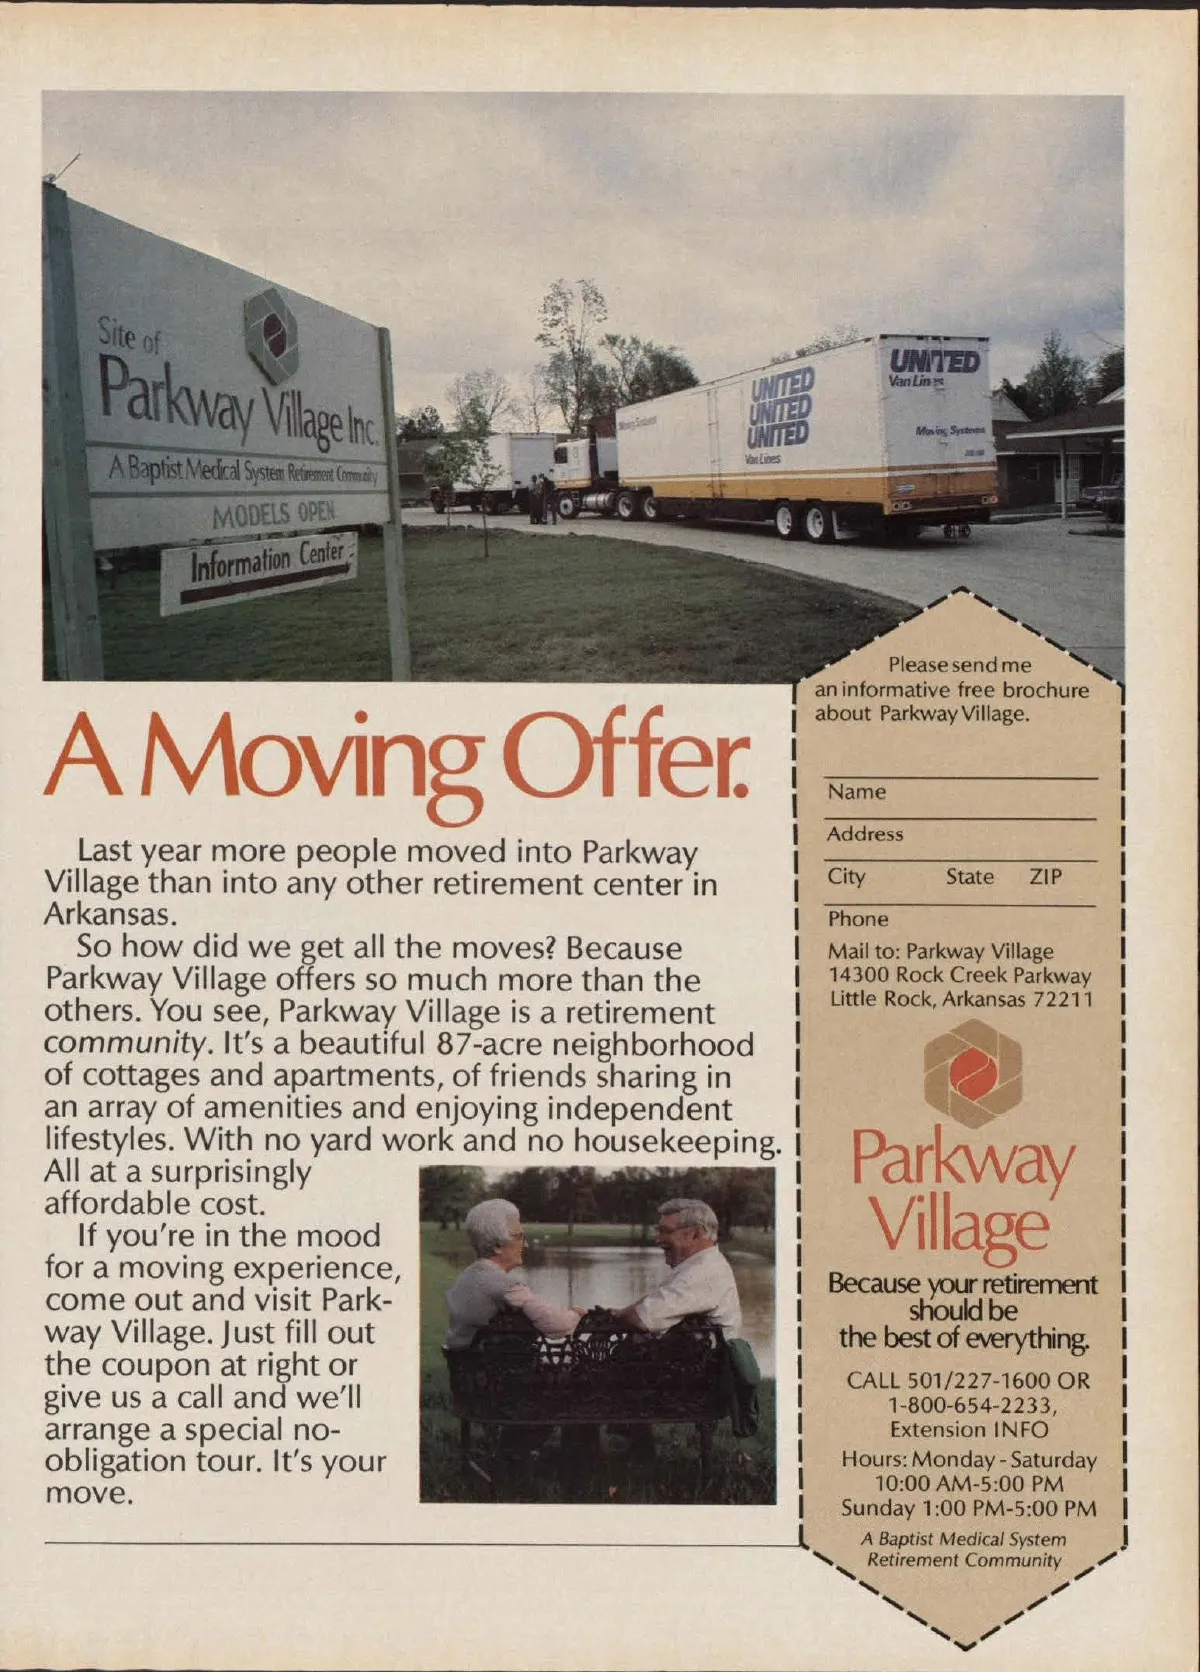 Site of
Parkway Village Inc.
A Baptist Medical System Retirement Community
MODELS OPEN
Information Center
UNITED
Van Lines
Moving Systems
Moving Systems
UNITED
UNITED
UNITED
Van Lines
A Moving Offer.
Last year more people moved into Parkway
Village than into any other retirement center in
Arkansas.
So how did we get all the moves? Because
Parkway Village offers so much more than the
others. You see, Parkway Village is a retirement
community. It's a beautiful 87-acre neighborhood
of cottages and apartments, of friends sharing in
an array of amenities and enjoying independent
lifestyles. With no yard work and no housekeeping.
All at a surprisingly
affordable cost.
If you're in the mood
for a moving experience,
come out and visit Park-
way Village. Just fill out
the coupon at right or
give us a call and we'll
arrange a special no-
obligation tour. It's your
move.
Please send me
an informative free brochure
about Parkway Village.
Name
Address
City State ZIP
Phone
Mail to: Parkway Village
14300 Rock Creek Parkway
Little Rock, Arkansas 72211
Parkway
Village
Because your retirement
should be
the best of everything.
CALL 501/227-1600 OR
1-800-654-2233,
Extension INFO
Hours: Monday - Saturday
10:00 AM-5:00 PM
Sunday 1:00 PM-5:00 PM
A Baptist Medical System
Retirement Community